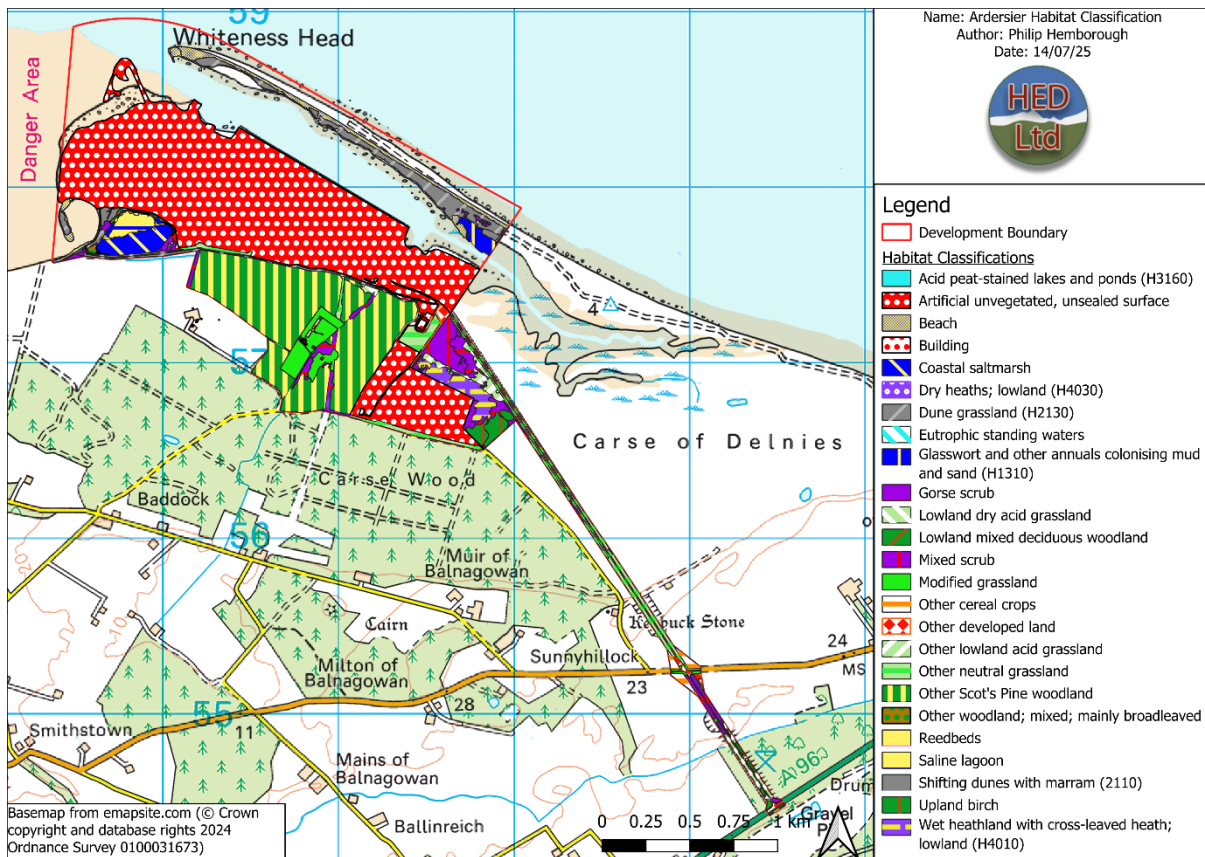 Name: Ardersier Habitat Classification
Author: Philip Hemborough
Date: 14/07/25
HED
Ltd
59
Whiteness Head
Danger Area
4
57
Carse of Delnies
Carse Wood
Baddock
56
20
Muir of
Balnagowan
Cairn
Kebbuck Stone
Sunnyhillock
24
MS
Milton of
Balnagowan
23
28
55
11
Smithstown
Mains of
Balnagowan
A 96
Drum
Gravel
P
Ballinreich
0 0.25 0.5 0.75 1 km
Basemap from emapsite.com (© Crown
copyright and database rights 2024
Ordnance Survey 0100031673)
Legend
Development Boundary
Habitat Classifications
Acid peat-stained lakes and ponds (H3160)
Artificial unvegetated, unsealed surface
Beach
Building
Coastal saltmarsh
Dry heaths; lowland (H4030)
Dune grassland (H2130)
Eutrophic standing waters
Glasswort and other annuals colonising mud
and sand (H1310)
Gorse scrub
Lowland dry acid grassland
Lowland mixed deciduous woodland
Mixed scrub
Modified grassland
Other cereal crops
Other developed land
Other lowland acid grassland
Other neutral grassland
Other Scot's Pine woodland
Other woodland; mixed; mainly broadleaved
Reedbeds
Saline lagoon
Shifting dunes with marram (2110)
Upland birch
Wet heathland with cross-leaved heath;
lowland (H4010)